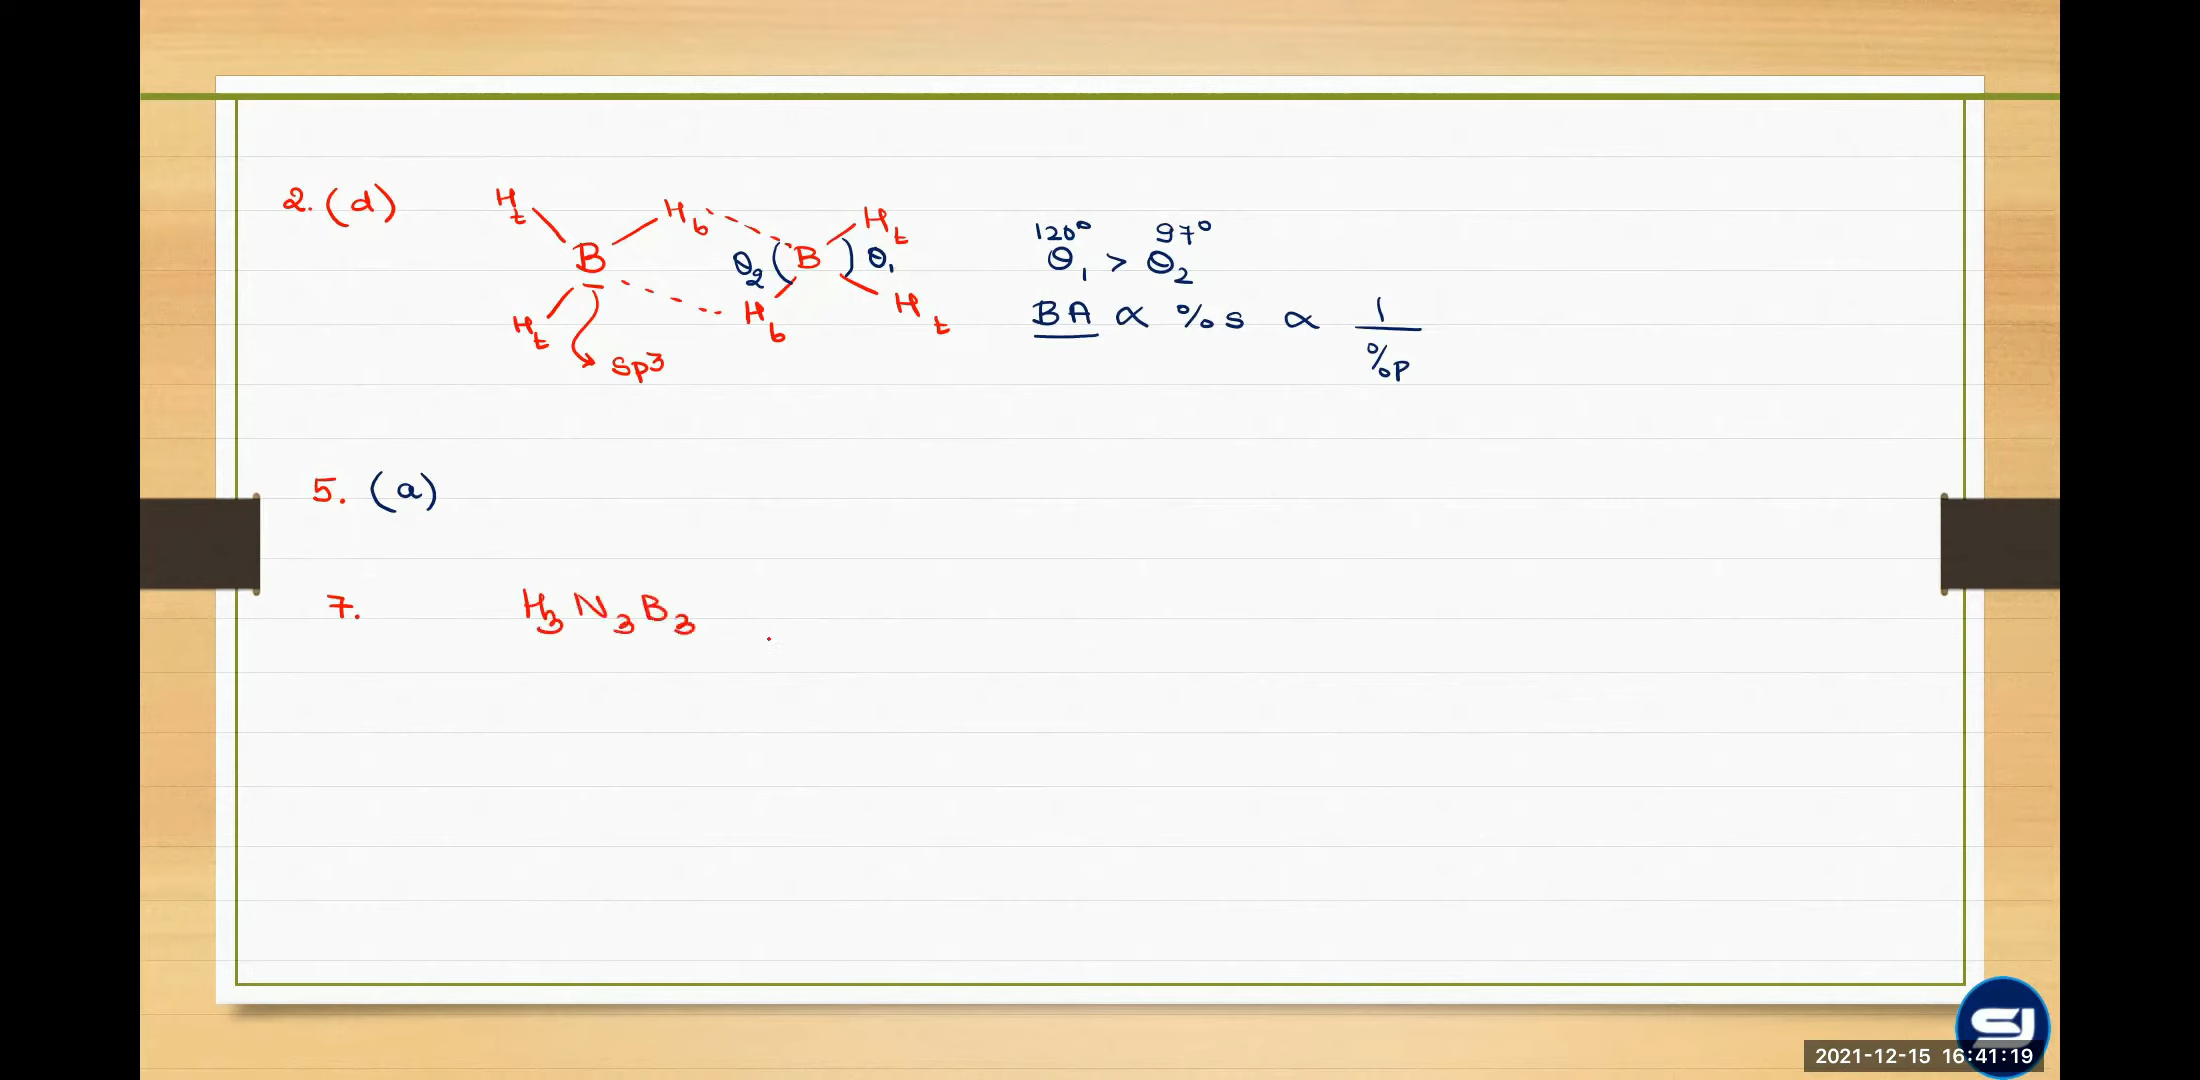 2. (d)
Ht Hb Ht
B θ2 B θ1
Ht Hb Ht
sp³
120° 97°
θ1 > θ2
BA ∝ %s ∝ 1/%p
5. (a)
7. H3N3B3
SJ
2021-12-15 16:41:19